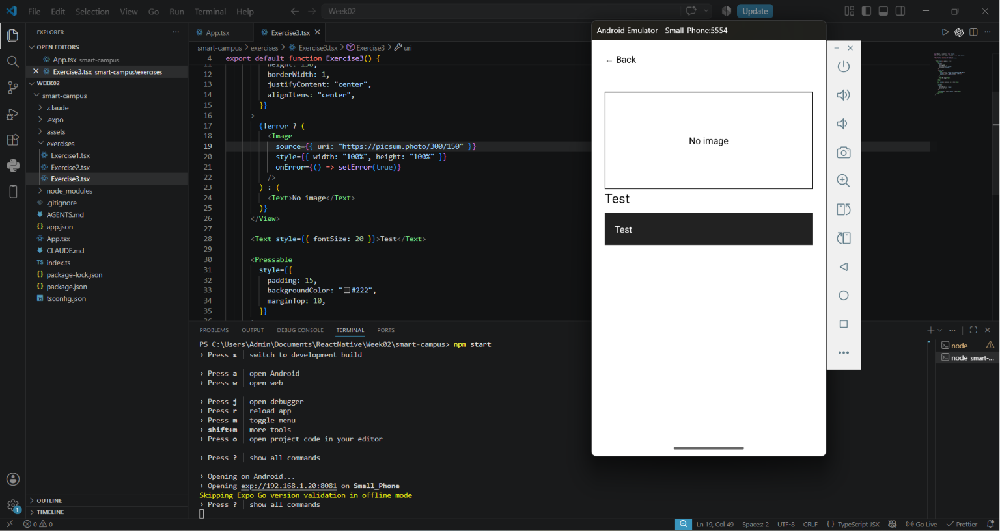 File Edit Selection View Go Run Terminal Help
Week02
Update
EXPLORER
OPEN EDITORS
App.tsx smart-campus
Exercise3.tsx smart-campus\exercises
WEEK02
smart-campus
.claude
.expo
assets
exercises
Exercise1.tsx
Exercise2.tsx
Exercise3.tsx
node_modules
.gitignore
AGENTS.md
app.json
App.tsx
CLAUDE.md
TS index.ts
package-lock.json
package.json
tsconfig.json
OUTLINE
TIMELINE
App.tsx
Exercise3.tsx
smart-campus > exercises > Exercise3.tsx > Exercise3 > uri
4 export default function Exercise3() {
11 height: 150,
12 borderWidth: 1,
13 justifyContent: "center",
14 alignItems: "center",
15 }}
16 >
17 {!error ? (
18 <Image
19 source={{ uri: "https://picsum.photo/300/150" }}
20 style={{ width: "100%", height: "100%" }}
21 onError={() => setError(true)}
22 />
23 ) : (
24 <Text>No image</Text>
25 )}
26 </View>
27
28 <Text style={{ fontSize: 20 }}>Test</Text>
29
30 <Pressable
31 style={{
32 padding: 15,
33 backgroundColor: "#222",
34 marginTop: 10,
35 }}
PROBLEMS OUTPUT DEBUG CONSOLE TERMINAL PORTS
PS C:\Users\Admin\Documents\ReactNative\Week02\smart-campus> npm start
› Press s │ switch to development build
› Press a │ open Android
› Press w │ open web
› Press j │ open debugger
› Press r │ reload app
› Press m │ toggle menu
› shift+m │ more tools
› Press o │ open project code in your editor
› Press ? │ show all commands
› Opening on Android...
› Opening exp://192.168.1.20:8081 on Small_Phone
Skipping Expo Go version validation in offline mode
› Press ? │ show all commands
node
node smart-...
Android Emulator - Small_Phone:5554
← Back
No image
Test
Test
1
0 0
Ln 19, Col 49 Spaces: 2 UTF-8 CRLF { } TypeScript JSX Go Live Prettier